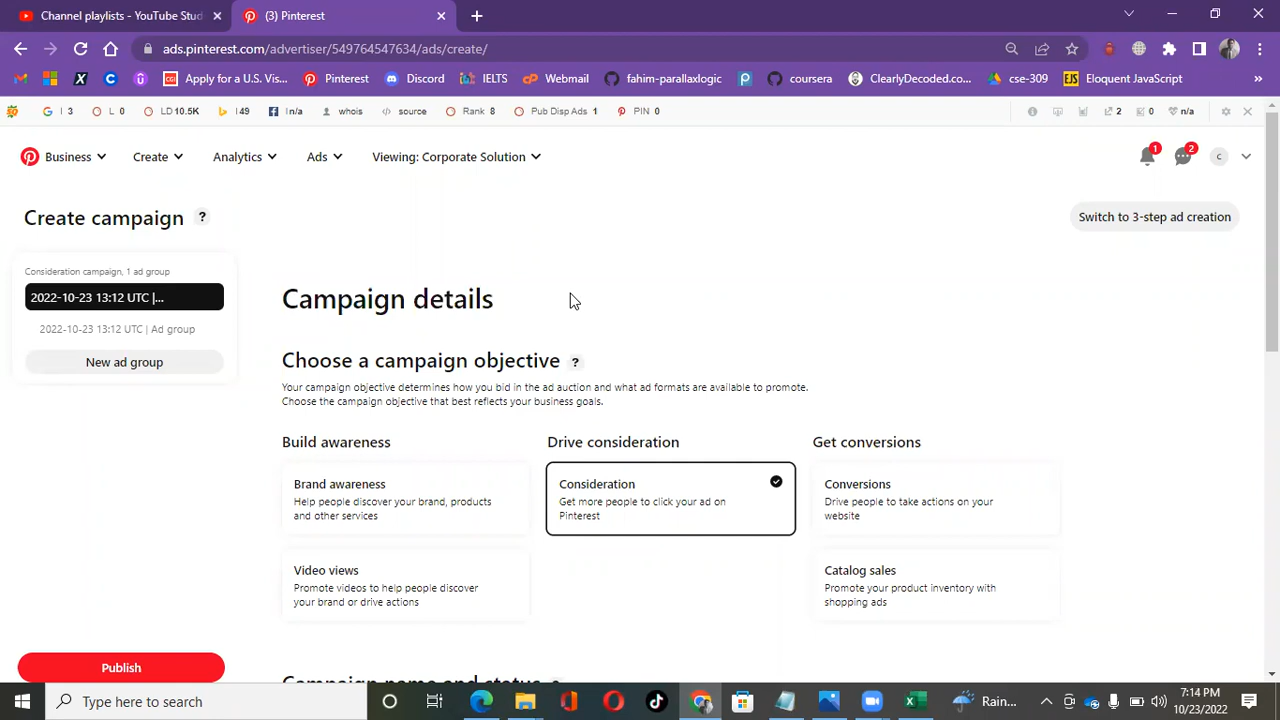 Channel playlists - YouTube Stud
(3) Pinterest
ads.pinterest.com/advertiser/549764547634/ads/create/
Apply for a U.S. Vis...
Pinterest
Discord
IELTS
Webmail
fahim-parallaxlogic
coursera
ClearlyDecoded.co...
cse-309
EJS
Eloquent JavaScript
»
I 3
L 0
LD 10.5K
I 49
I n/a
whois
source
Rank 8
Pub Disp Ads 1
PIN 0
2
0
n/a
Business
Create
Analytics
Ads
Viewing: Corporate Solution
1
2
C
Create campaign ?
Switch to 3-step ad creation
Consideration campaign, 1 ad group
2022-10-23 13:12 UTC |...
2022-10-23 13:12 UTC | Ad group
New ad group
Campaign details
Choose a campaign objective ?
Your campaign objective determines how you bid in the ad auction and what ad formats are available to promote.
Choose the campaign objective that best reflects your business goals.
Build awareness
Brand awareness
Help people discover your brand, products
and other services
Video views
Promote videos to help people discover
your brand or drive actions
Drive consideration
Consideration
Get more people to click your ad on
Pinterest
Get conversions
Conversions
Drive people to take actions on your
website
Catalog sales
Promote your product inventory with
shopping ads
Campaign name and status
Publish
Type here to search
Rain...
7:14 PM
10/23/2022